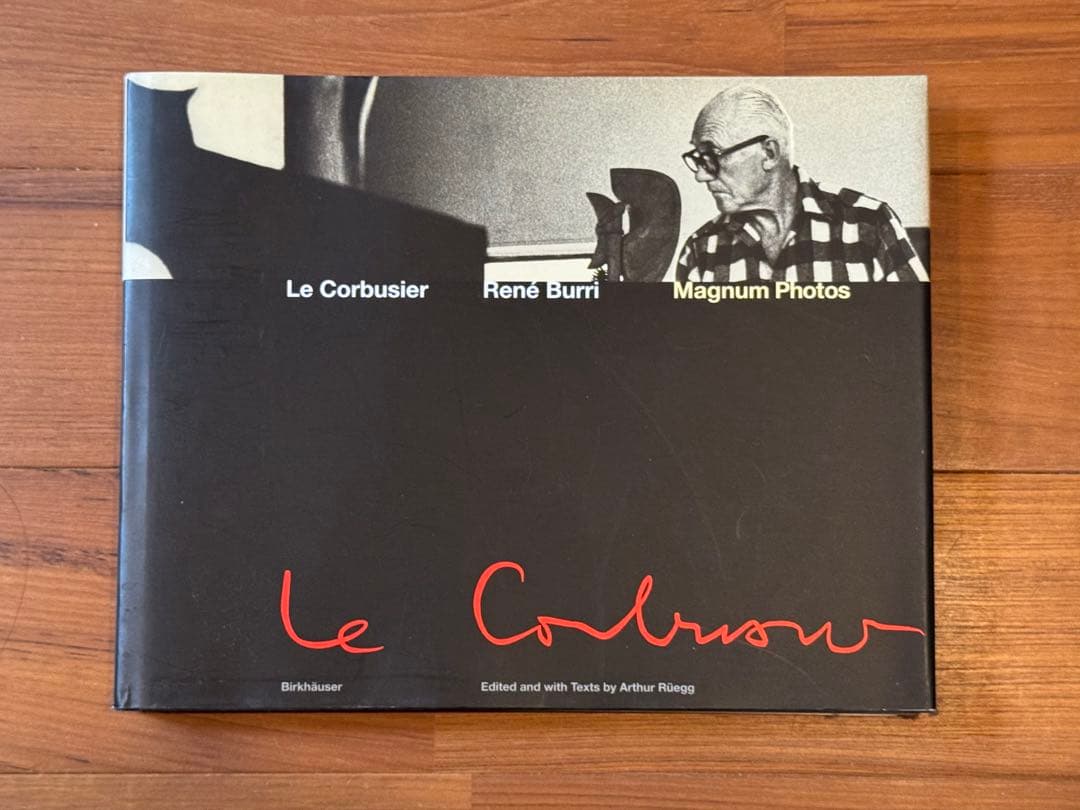 Le Corbusier René Burri Magnum Photos
Le Corbusier
Birkhäuser Edited and with Texts by Arthur Rüegg